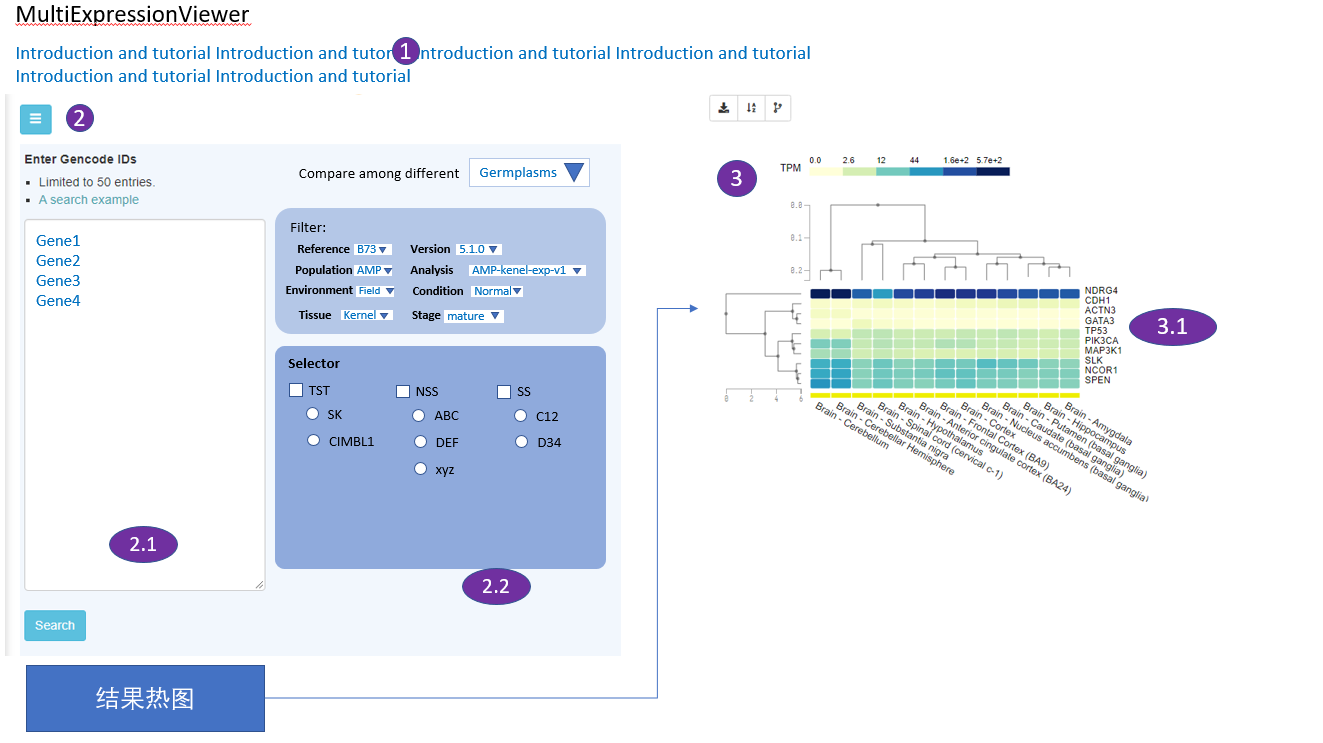 MultiExpressionViewer
Introduction and tutorial Introduction and tutor 1 ntroduction and tutorial Introduction and tutorial
Introduction and tutorial Introduction and tutorial
2
Enter Gencode IDs
Limited to 50 entries.
A search example
Gene1
Gene2
Gene3
Gene4
2.1
Search
Compare among different Germplasms
Filter:
Reference B73 Version 5.1.0
Population AMP Analysis AMP-kenel-exp-v1
Environment Field Condition Normal
Tissue Kernel Stage mature
Selector
TST NSS SS
SK ABC C12
CIMBL1 DEF D34
xyz
2.2
结果热图
3
TPM
0.0 2.6 12 44 1.6e+2 5.7e+2
0.0
0.1
0.2
NDRG4
CDH1
ACTN3
GATA3
TP53
PIK3CA
MAP3K1
SLK
NCOR1
SPEN
3.1
0 2 4 6
Brain - Cerebellum
Brain - Cerebellar Hemisphere
Brain - Substantia nigra
Brain - Spinal cord (cervical c-1)
Brain - Hypothalamus
Brain - Anterior cingulate cortex (BA24)
Brain - Frontal Cortex (BA9)
Brain - Cortex
Brain - Nucleus accumbens (basal ganglia)
Brain - Caudate (basal ganglia)
Brain - Putamen (basal ganglia)
Brain - Hippocampus
Brain - Amygdala